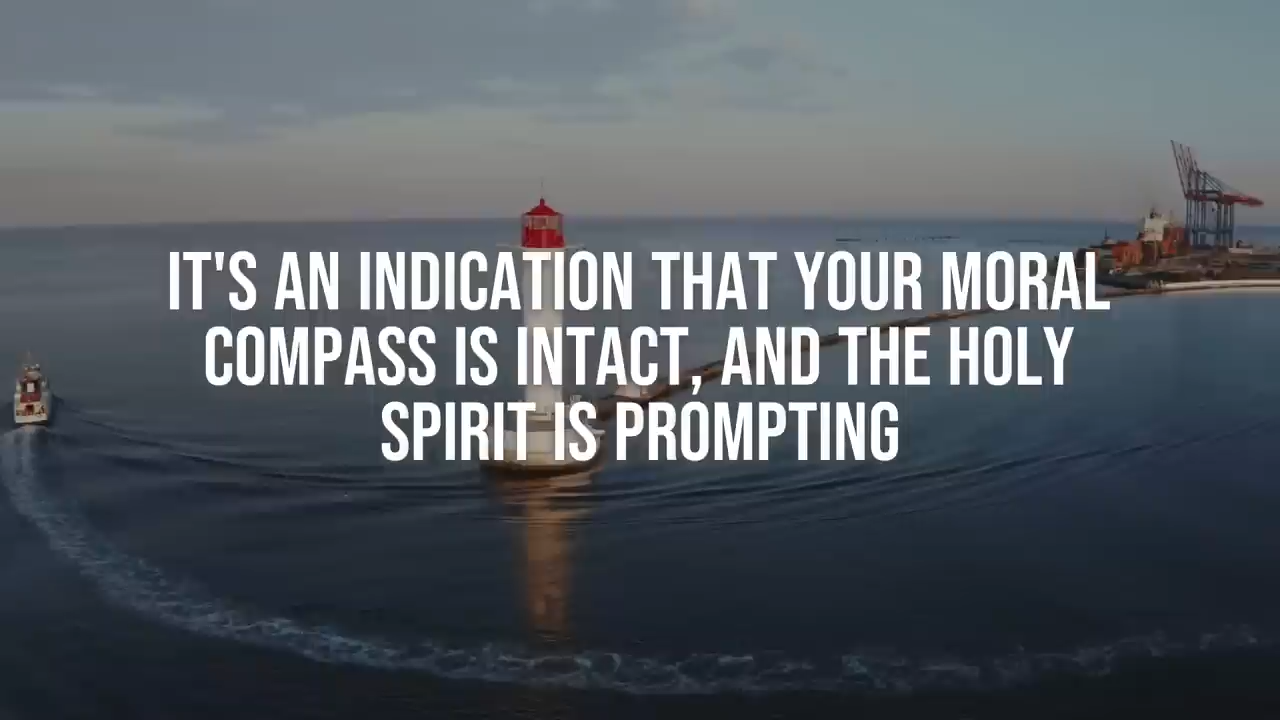 IT'S AN INDICATION THAT YOUR MORAL
COMPASS IS INTACT, AND THE HOLY
SPIRIT IS PROMPTING